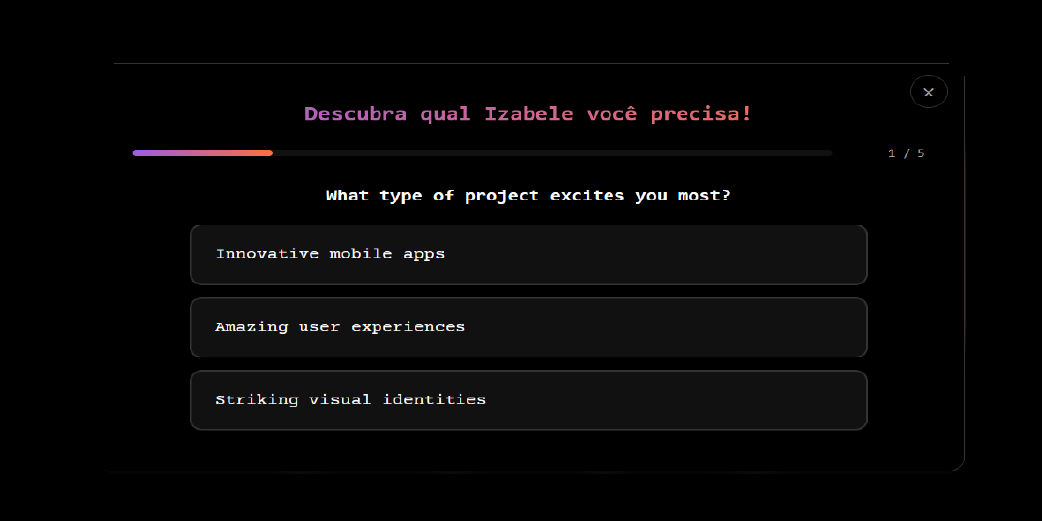 Descubra qual Izabele você precisa!
1 / 5
What type of project excites you most?
Innovative mobile apps
Amazing user experiences
Striking visual identities